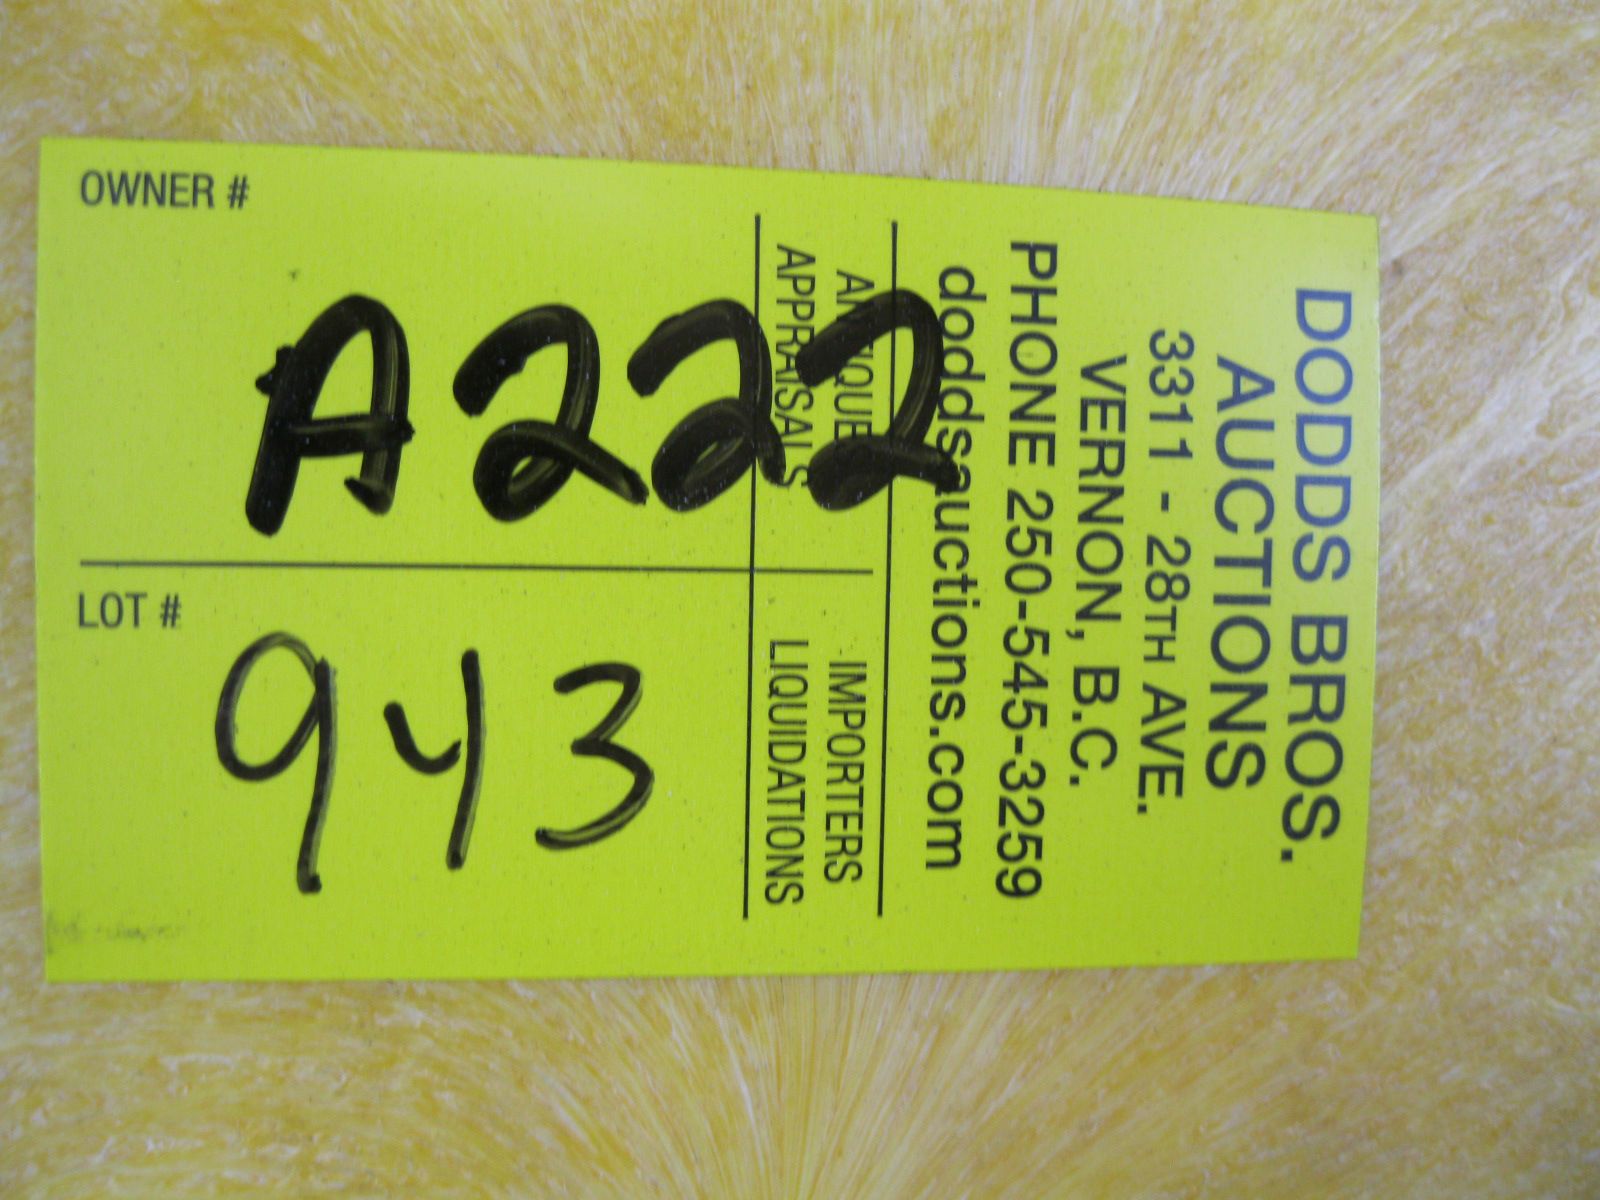 OWNER #
A222
LOT #
943
DODDS BROS.
AUCTIONS
3311 - 28TH AVE.
VERNON, B.C.
PHONE 250-545-3259
doddsauctions.com
ANTIQUE IMPORTERS
APPRAISALS LIQUIDATIONS